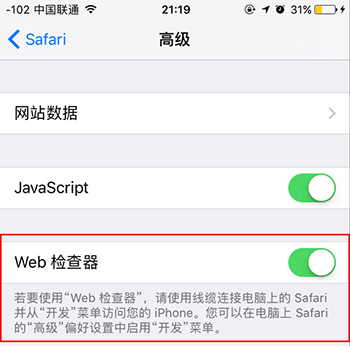 -102 中国联通 21:19 31%
Safari 高级
网站数据
JavaScript
Web 检查器
若要使用“Web 检查器”，请使用线缆连接电脑上的 Safari
并从“开发”菜单访问您的 iPhone。您可以在电脑上 Safari
的“高级”偏好设置中启用“开发”菜单。